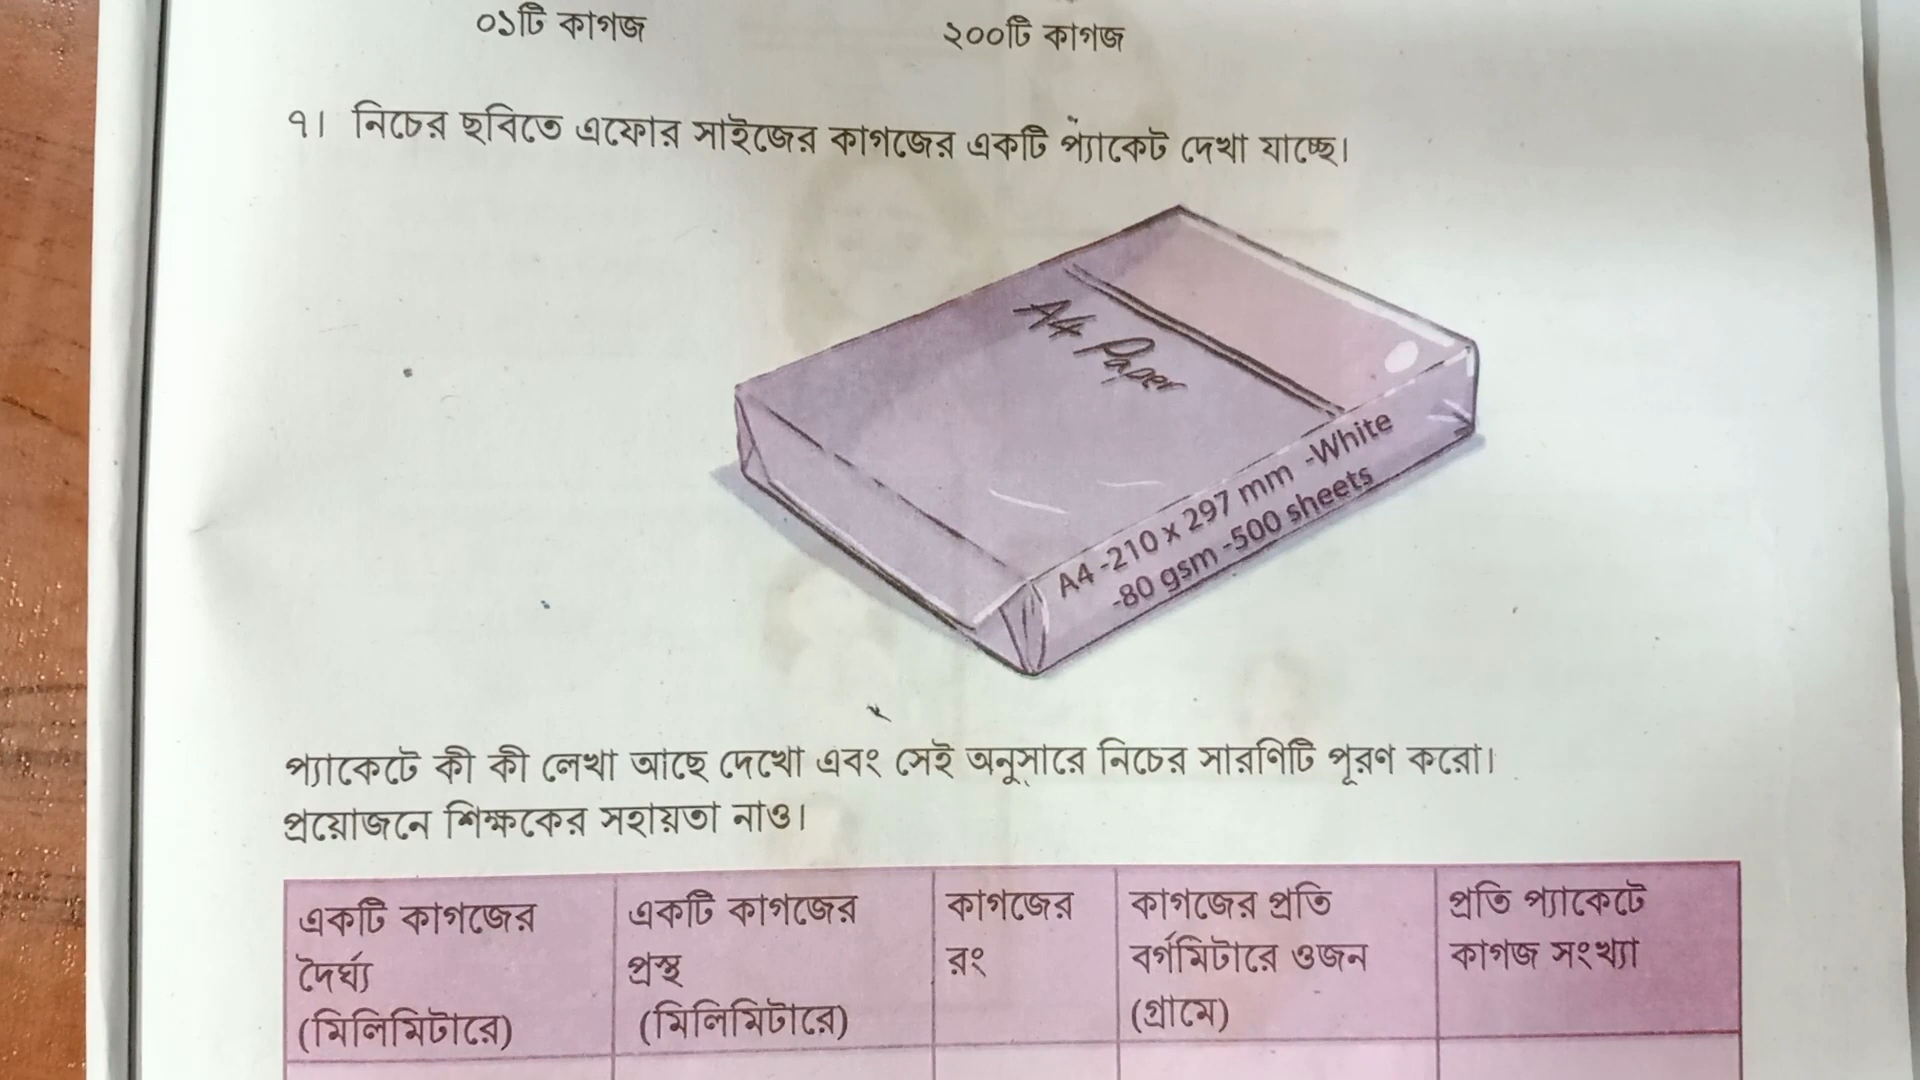 ০১টি কাগজ ২০০টি কাগজ
৭। নিচের ছবিতে এফোর সাইজের কাগজের একটি প্যাকেট দেখা যাচ্ছে।
A4 Paper
A4 -210 x 297 mm -White
-80 gsm -500 sheets
প্যাকেটে কী কী লেখা আছে দেখো এবং সেই অনুসারে নিচের সারণিটি পূরণ করো।
প্রয়োজনে শিক্ষকের সহায়তা নাও।
একটি কাগজের দৈর্ঘ্য (মিলিমিটারে)
একটি কাগজের প্রস্থ (মিলিমিটারে)
কাগজের রং
কাগজের প্রতি বর্গমিটারে ওজন (গ্রামে)
প্রতি প্যাকেটে কাগজ সংখ্যা